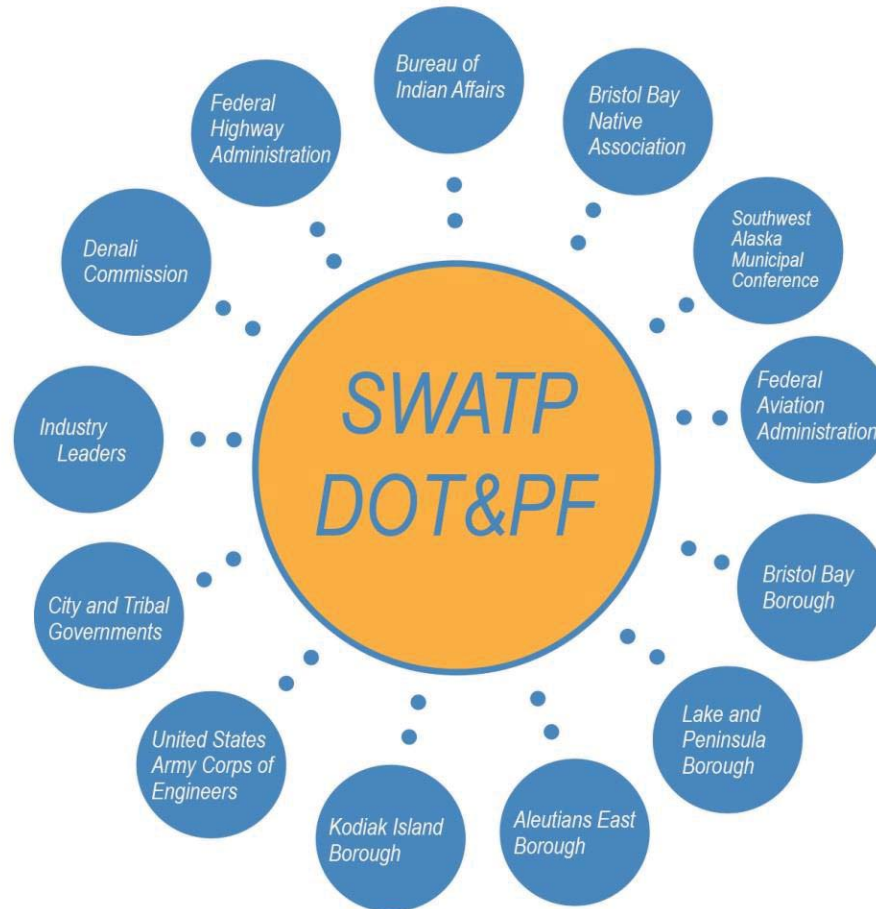 Bureau of
Indian Affairs
Bristol Bay
Native
Association
Southwest
Alaska
Municipal
Conference
Federal
Aviation
Administration
Bristol Bay
Borough
Lake and
Peninsula
Borough
Aleutians East
Borough
Kodiak Island
Borough
United States
Army Corps of
Engineers
City and Tribal
Governments
Industry
Leaders
Denali
Commission
Federal
Highway
Administration
SWATP
DOT&PF